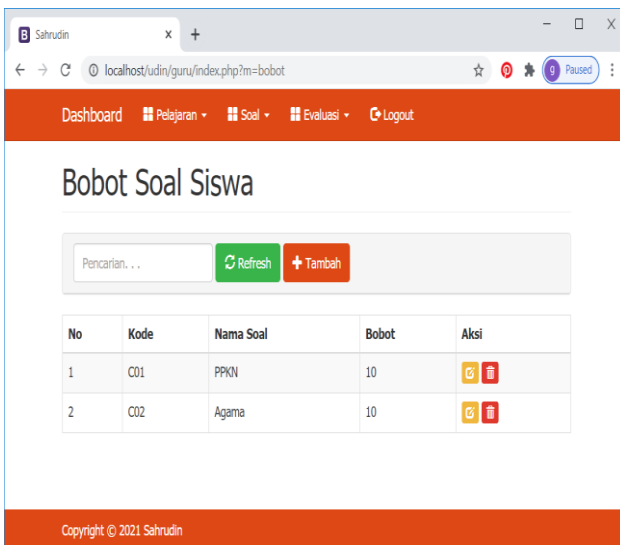 B Sahrudin x +
localhost/udin/guru/index.php?m=bobot g Paused
Dashboard Pelajaran Soal Evaluasi Logout
Bobot Soal Siswa
Pencarian. . . Refresh + Tambah
No Kode Nama Soal Bobot Aksi
1 C01 PPKN 10
2 C02 Agama 10
Copyright © 2021 Sahrudin